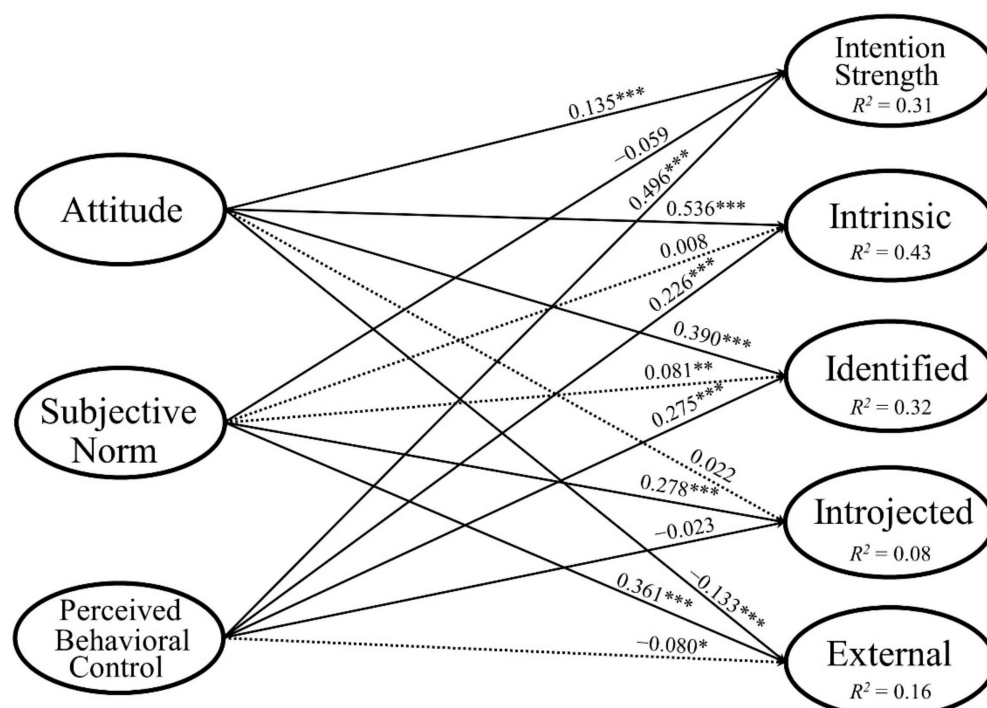 Intention
Strength
R² = 0.31
0.135***
−0.059
0.496***
Attitude
0.536***
Intrinsic
R² = 0.43
0.008
0.226***
0.390***
Identified
R² = 0.32
0.081**
0.275***
Subjective
Norm
0.022
0.278***
Introjected
R² = 0.08
−0.023
Perceived
Behavioral
Control
0.361***
−0.133***
−0.080*
External
R² = 0.16